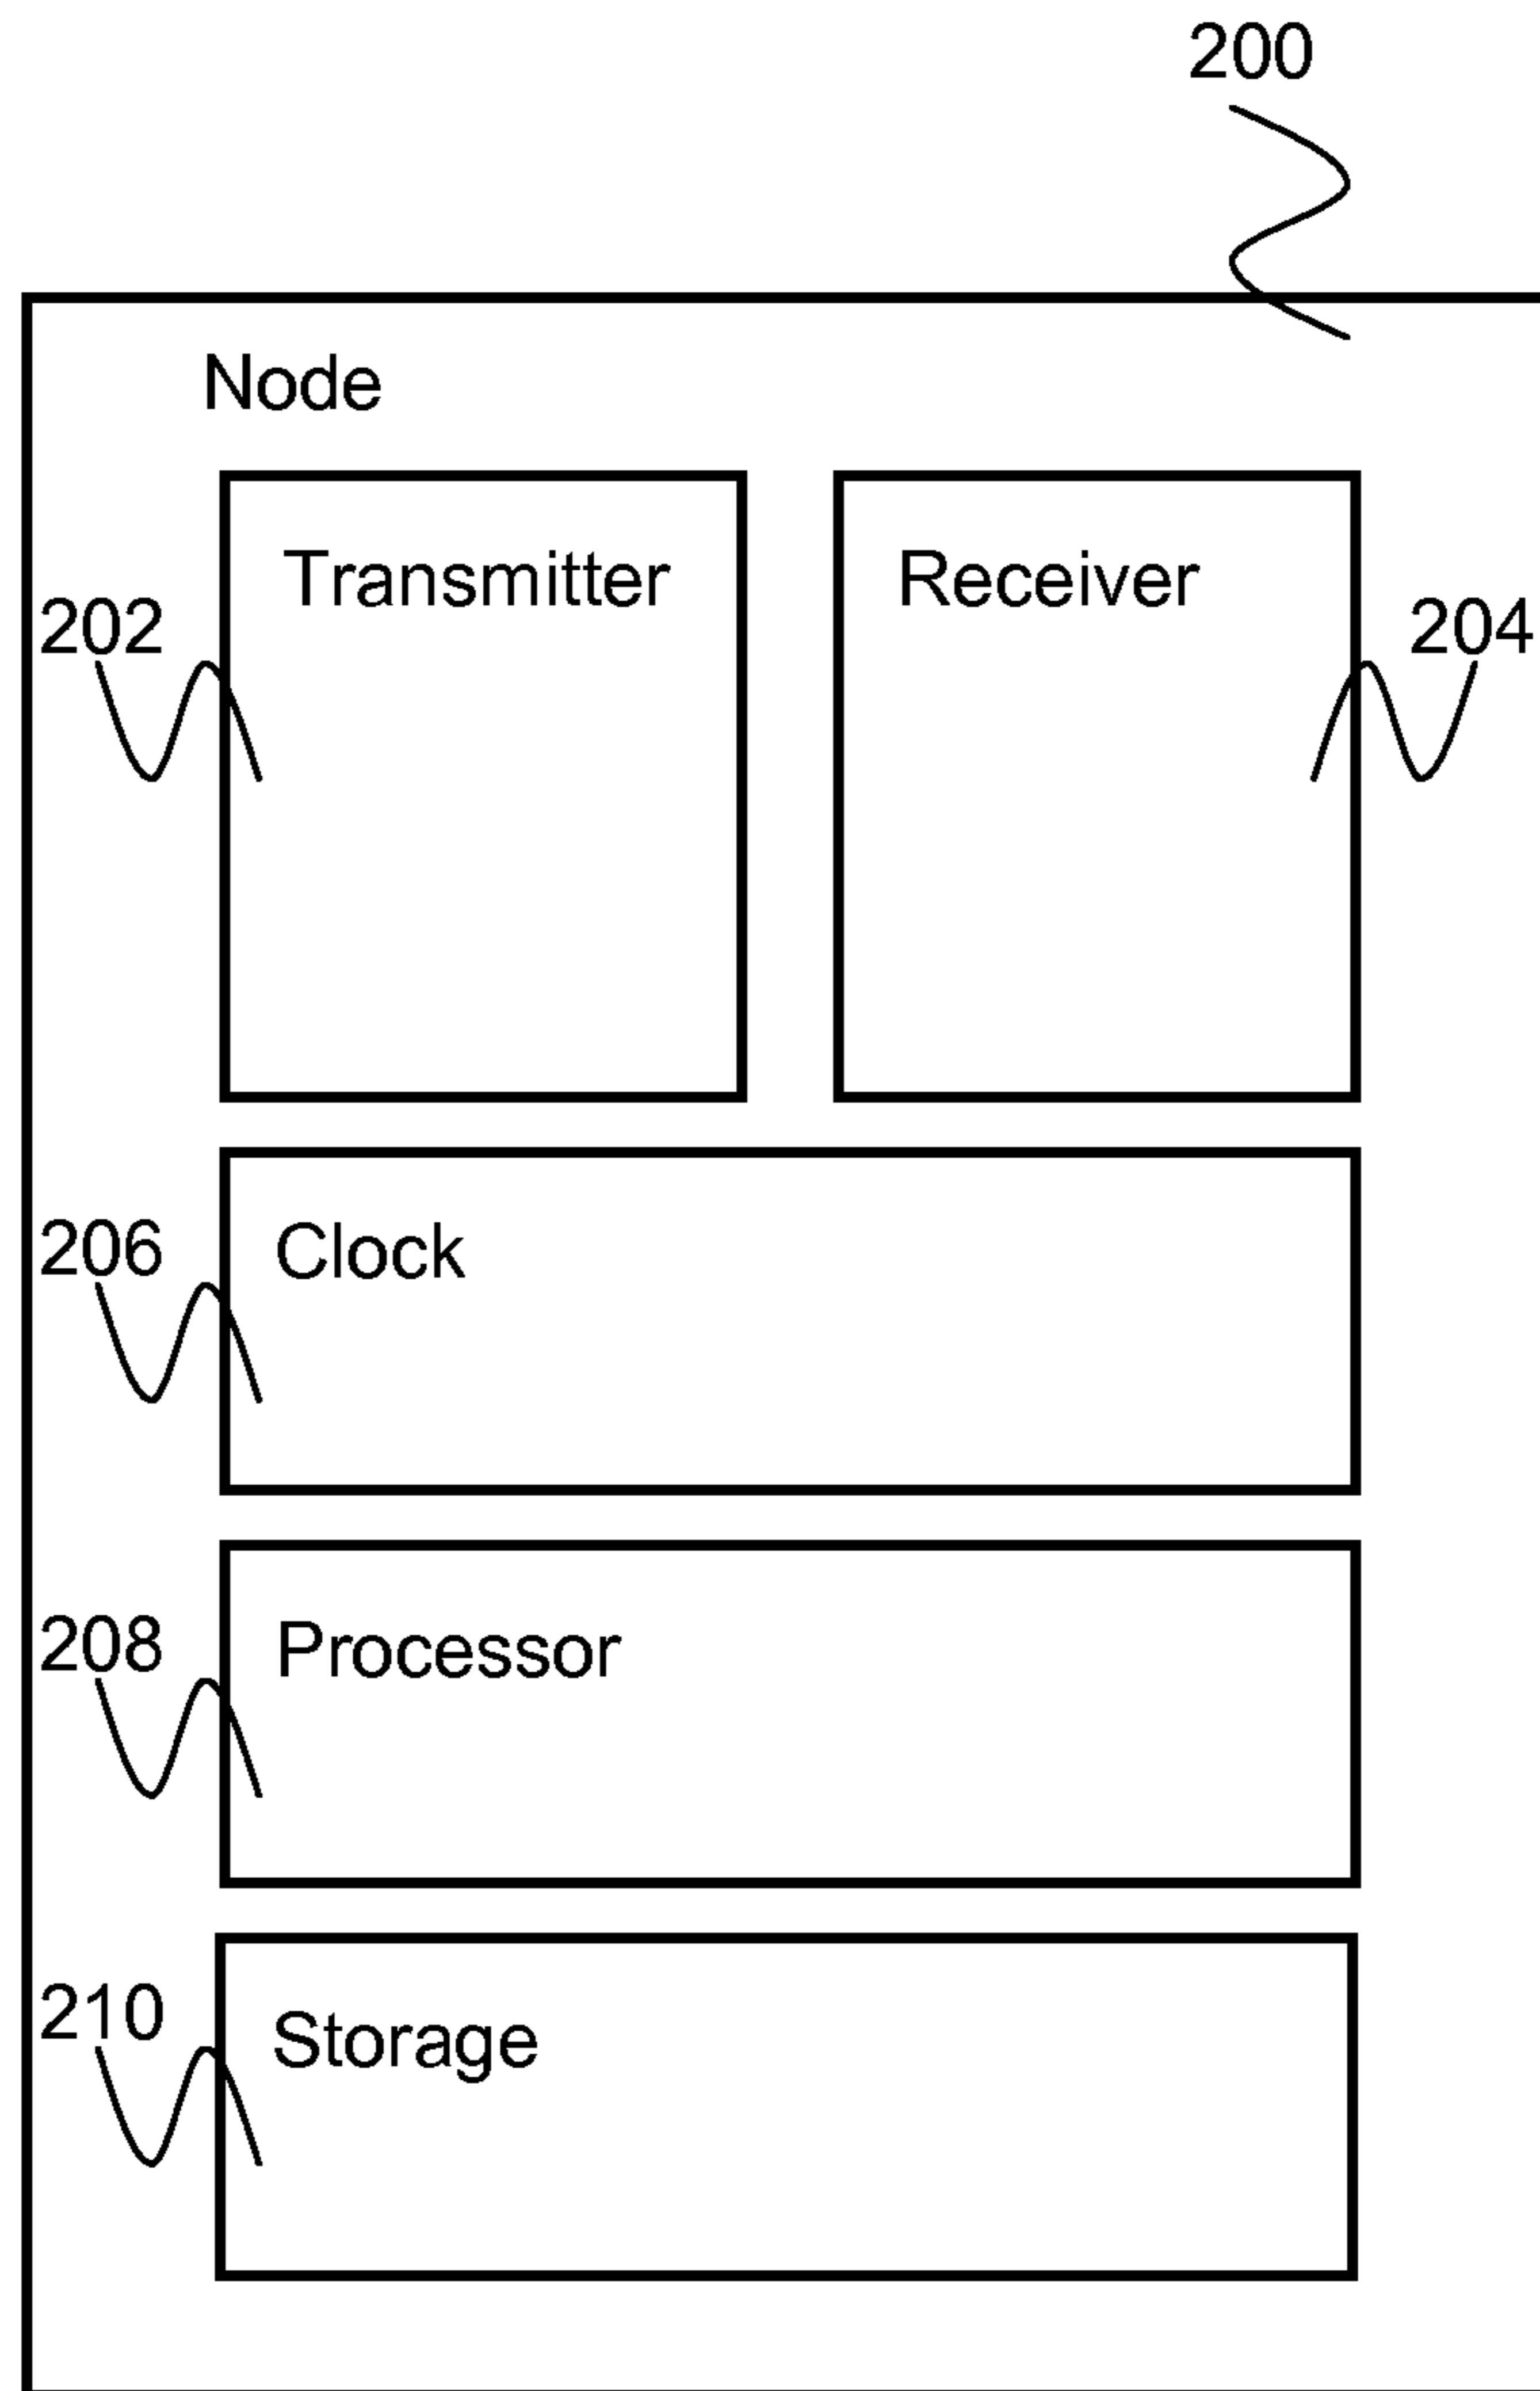 200
Node
Transmitter
Receiver
202
204
206
Clock
208
Processor
210
Storage